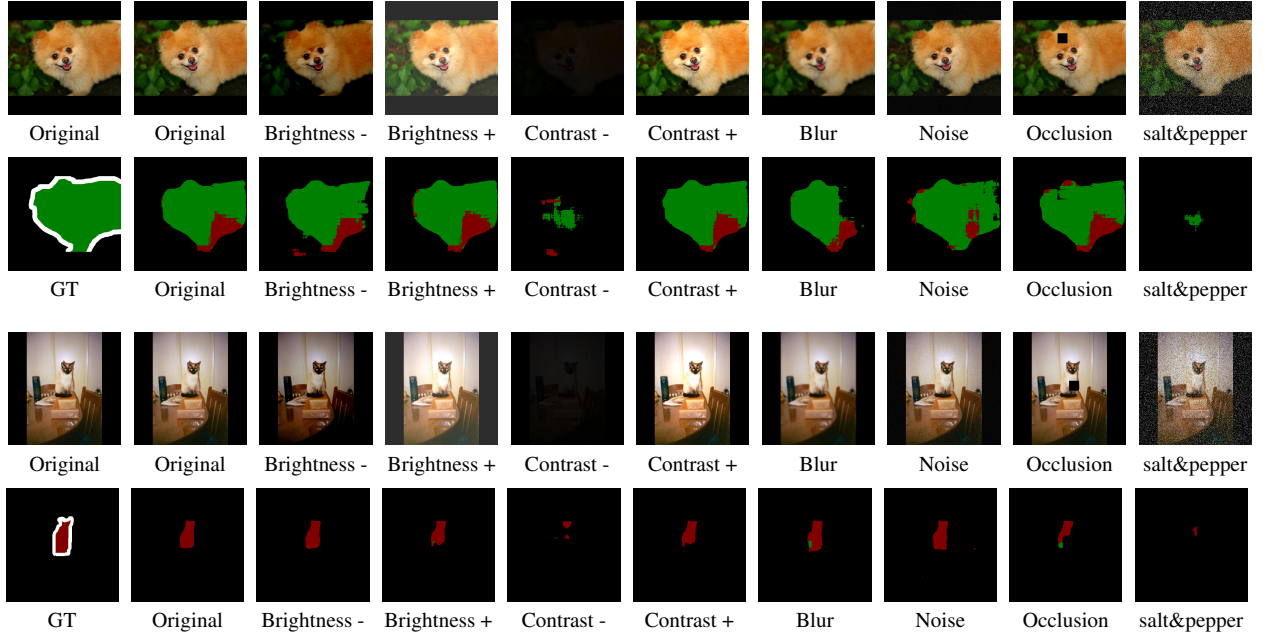 Original Original Brightness - Brightness + Contrast - Contrast + Blur Noise Occlusion salt&pepper
GT Original Brightness - Brightness + Contrast - Contrast + Blur Noise Occlusion salt&pepper
Original Original Brightness - Brightness + Contrast - Contrast + Blur Noise Occlusion salt&pepper
GT Original Brightness - Brightness + Contrast - Contrast + Blur Noise Occlusion salt&pepper